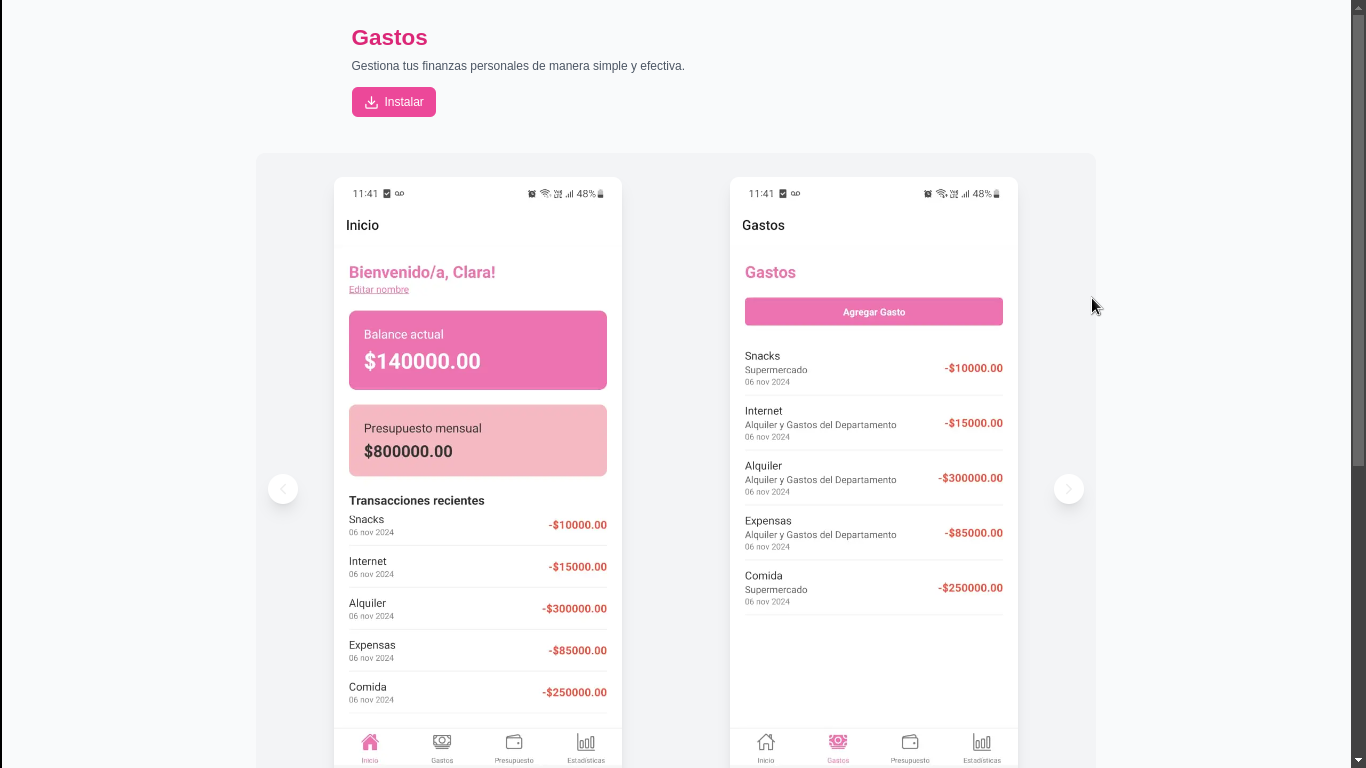 Gastos
Gestiona tus finanzas personales de manera simple y efectiva.
Instalar
11:41 48%
Inicio
Bienvenido/a, Clara!
Editar nombre
Balance actual
$140000.00
Presupuesto mensual
$800000.00
Transacciones recientes
Snacks
06 nov 2024
-$10000.00
Internet
06 nov 2024
-$15000.00
Alquiler
06 nov 2024
-$300000.00
Expensas
06 nov 2024
-$85000.00
Comida
06 nov 2024
-$250000.00
Inicio Gastos Presupuesto Estadísticas
11:41 48%
Gastos
Gastos
Agregar Gasto
Snacks
Supermercado
06 nov 2024
-$10000.00
Internet
Alquiler y Gastos del Departamento
06 nov 2024
-$15000.00
Alquiler
Alquiler y Gastos del Departamento
06 nov 2024
-$300000.00
Expensas
Alquiler y Gastos del Departamento
06 nov 2024
-$85000.00
Comida
Supermercado
06 nov 2024
-$250000.00
Inicio Gastos Presupuesto Estadísticas